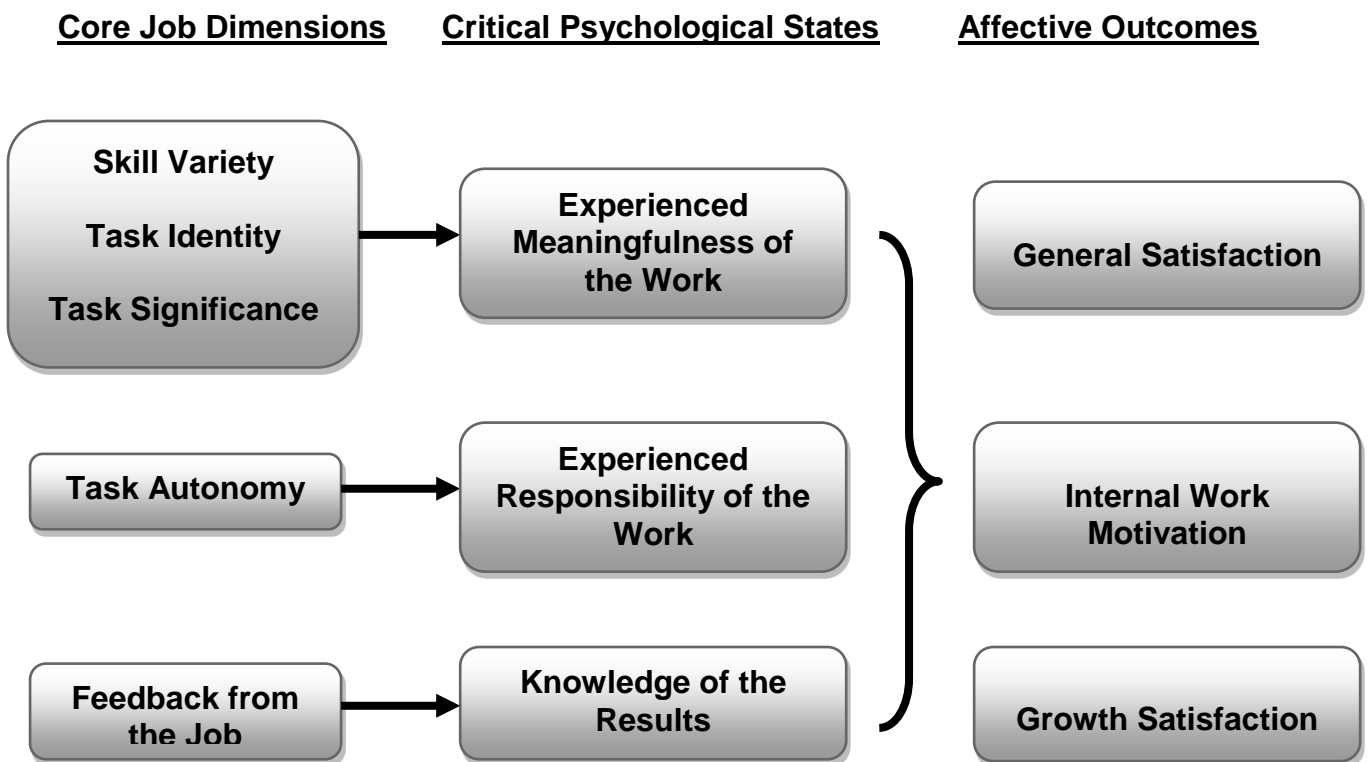 Core Job Dimensions
Critical Psychological States
Affective Outcomes
Skill Variety
Task Identity
Task Significance
Experienced
Meaningfulness of
the Work
General Satisfaction
Task Autonomy
Experienced
Responsibility of the
Work
Internal Work
Motivation
Feedback from
the Job
Knowledge of the
Results
Growth Satisfaction